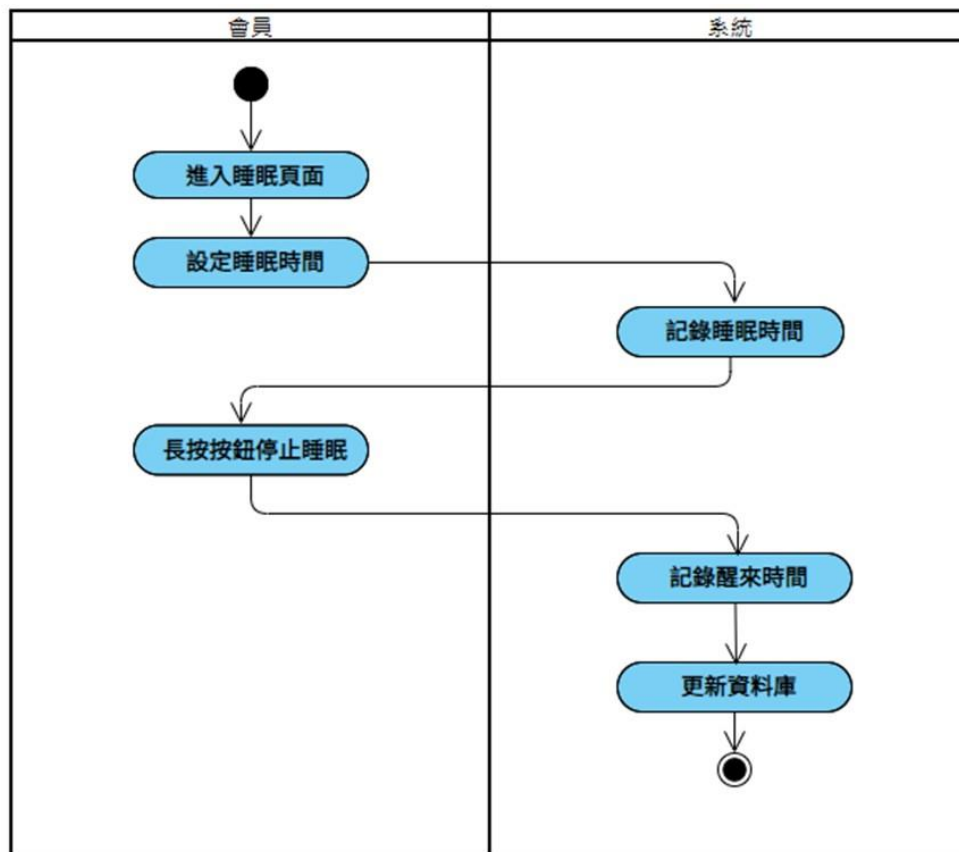 會員
系統
進入睡眠頁面
設定睡眠時間
記錄睡眠時間
長按按鈕停止睡眠
記錄醒來時間
更新資料庫